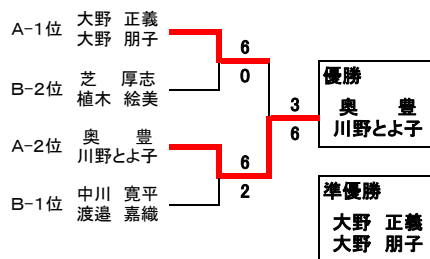 A-1位 大野 正義
大野 朋子
6
0
B-2位 芝 厚志
植木 絵美
優勝
奥 豊
川野とよ子
3
6
A-2位 奥 豊
川野とよ子
6
2
B-1位 中川 寛平
渡邉 嘉織
準優勝
大野 正義
大野 朋子